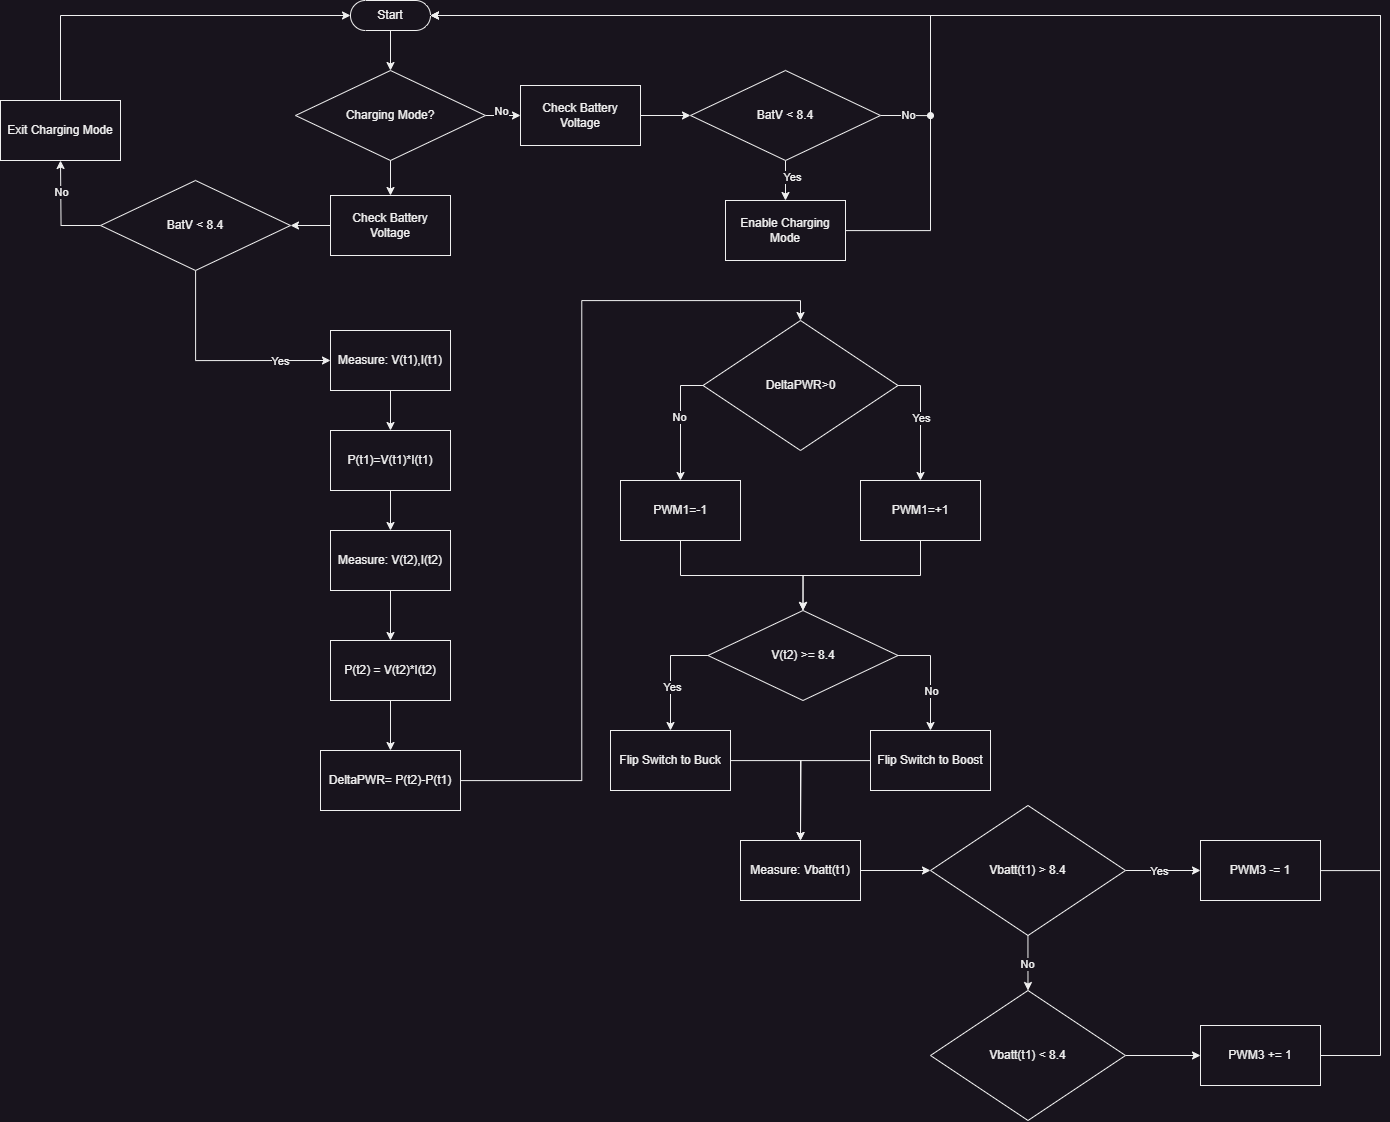 Start
Charging Mode?
No
Check Battery
Voltage
BatV < 8.4
No
Yes
Enable Charging
Mode
Exit Charging Mode
No
BatV < 8.4
Check Battery
Voltage
Yes
Measure: V(t1),I(t1)
P(t1)=V(t1)*I(t1)
Measure: V(t2),I(t2)
P(t2) = V(t2)*I(t2)
DeltaPWR= P(t2)-P(t1)
DeltaPWR>0
No
Yes
PWM1=-1
PWM1=+1
V(t2) >= 8.4
Yes
No
Flip Switch to Buck
Flip Switch to Boost
Measure: Vbatt(t1)
Vbatt(t1) > 8.4
Yes
PWM3 -= 1
No
Vbatt(t1) < 8.4
PWM3 += 1